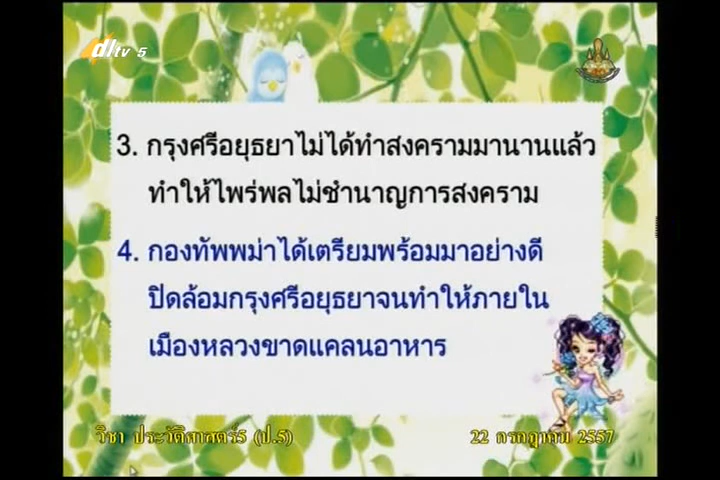 dltv 5
3. กรุงศรีอยุธยาไม่ได้ทำสงครามมานานแล้ว
ทำให้ไพร่พลไม่ชำนาญการสงคราม
4. กองทัพพม่าได้เตรียมพร้อมมาอย่างดี
ปิดล้อมกรุงศรีอยุธยาจนทำให้ภายใน
เมืองหลวงขาดแคลนอาหาร
วิชา ประวัติศาสตร์5 (ป.5) 22 กรกฎาคม 2557